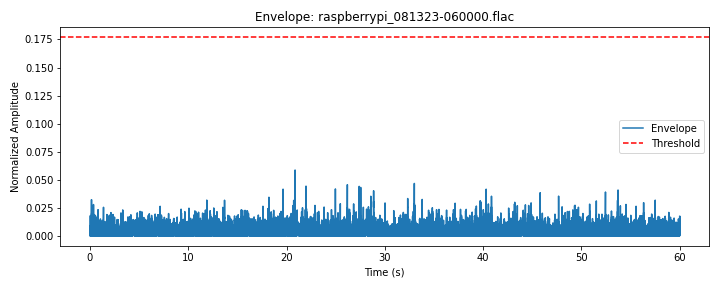 Envelope: raspberrypi_081323-060000.flac
Normalized Amplitude
0.175
0.150
0.125
0.100
0.075
0.050
0.025
0.000
Envelope
Threshold
0 10 20 30 40 50 60
Time (s)